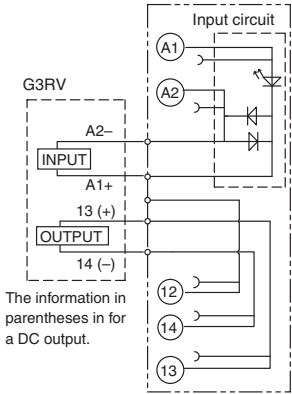 Input circuit
A1
G3RV
A2
A2–
INPUT
A1+
13 (+)
OUTPUT
14 (–)
12
The information in
parentheses in for
a DC output.
14
13